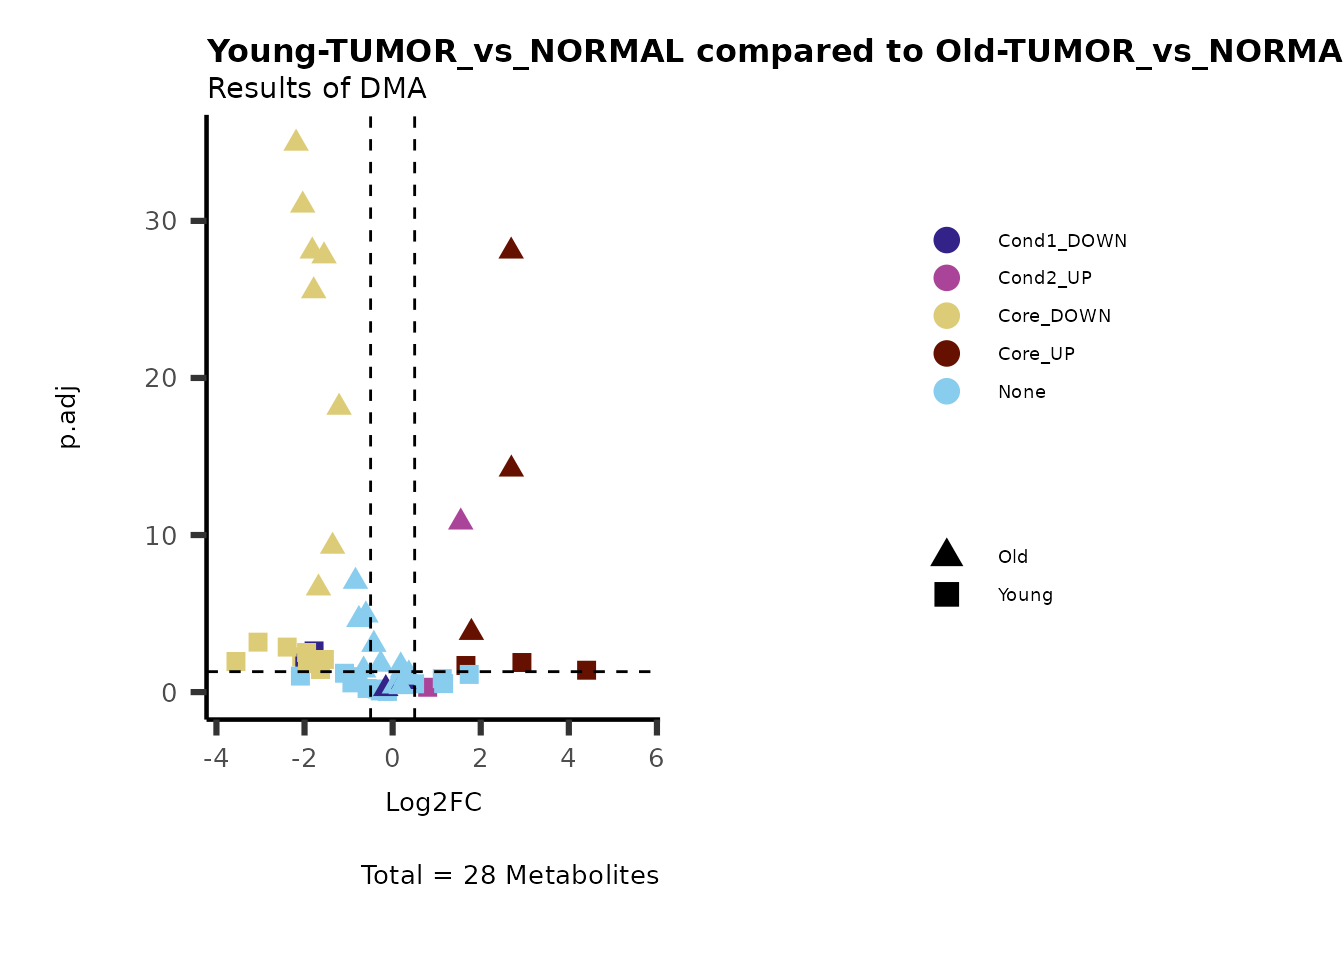 Young-TUMOR_vs_NORMAL compared to Old-TUMOR_vs_NORMA
Results of DMA
30
20
10
0
p.adj
-4 -2 0 2 4 6
Log2FC
Total = 28 Metabolites
Cond1_DOWN
Cond2_UP
Core_DOWN
Core_UP
None
Old
Young